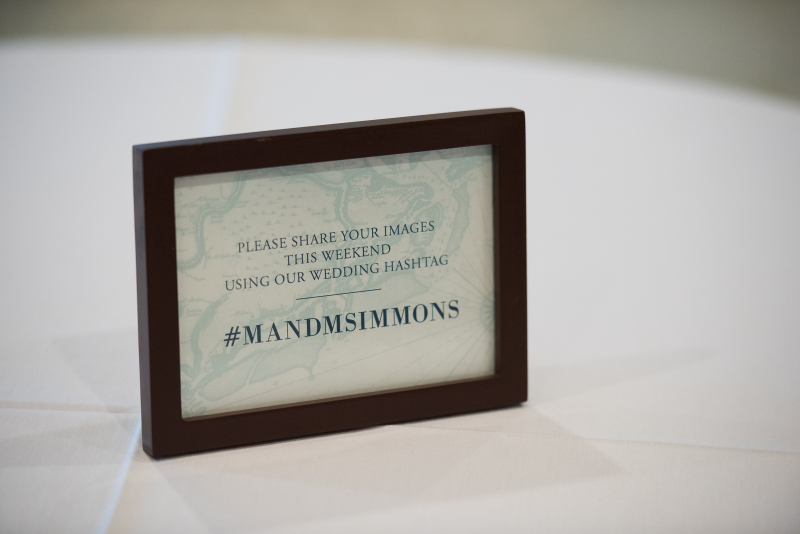 PLEASE SHARE YOUR IMAGES
THIS WEEKEND
USING OUR WEDDING HASHTAG
#MANDMSIMMONS